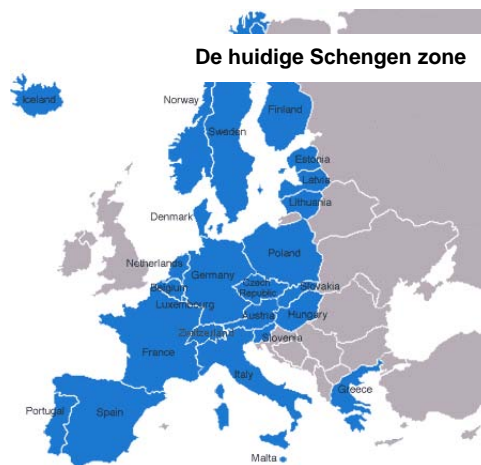 De huidige Schengen zone
Iceland
Norway
Finland
Sweden
Estonia
Latvia
Lithuania
Denmark
Netherlands
Poland
Belgium
Germany
Czech
Republic
Slovakia
Luxembourg
Austria
Hungary
Switzerland
Slovenia
France
Italy
Greece
Portugal
Spain
Malta